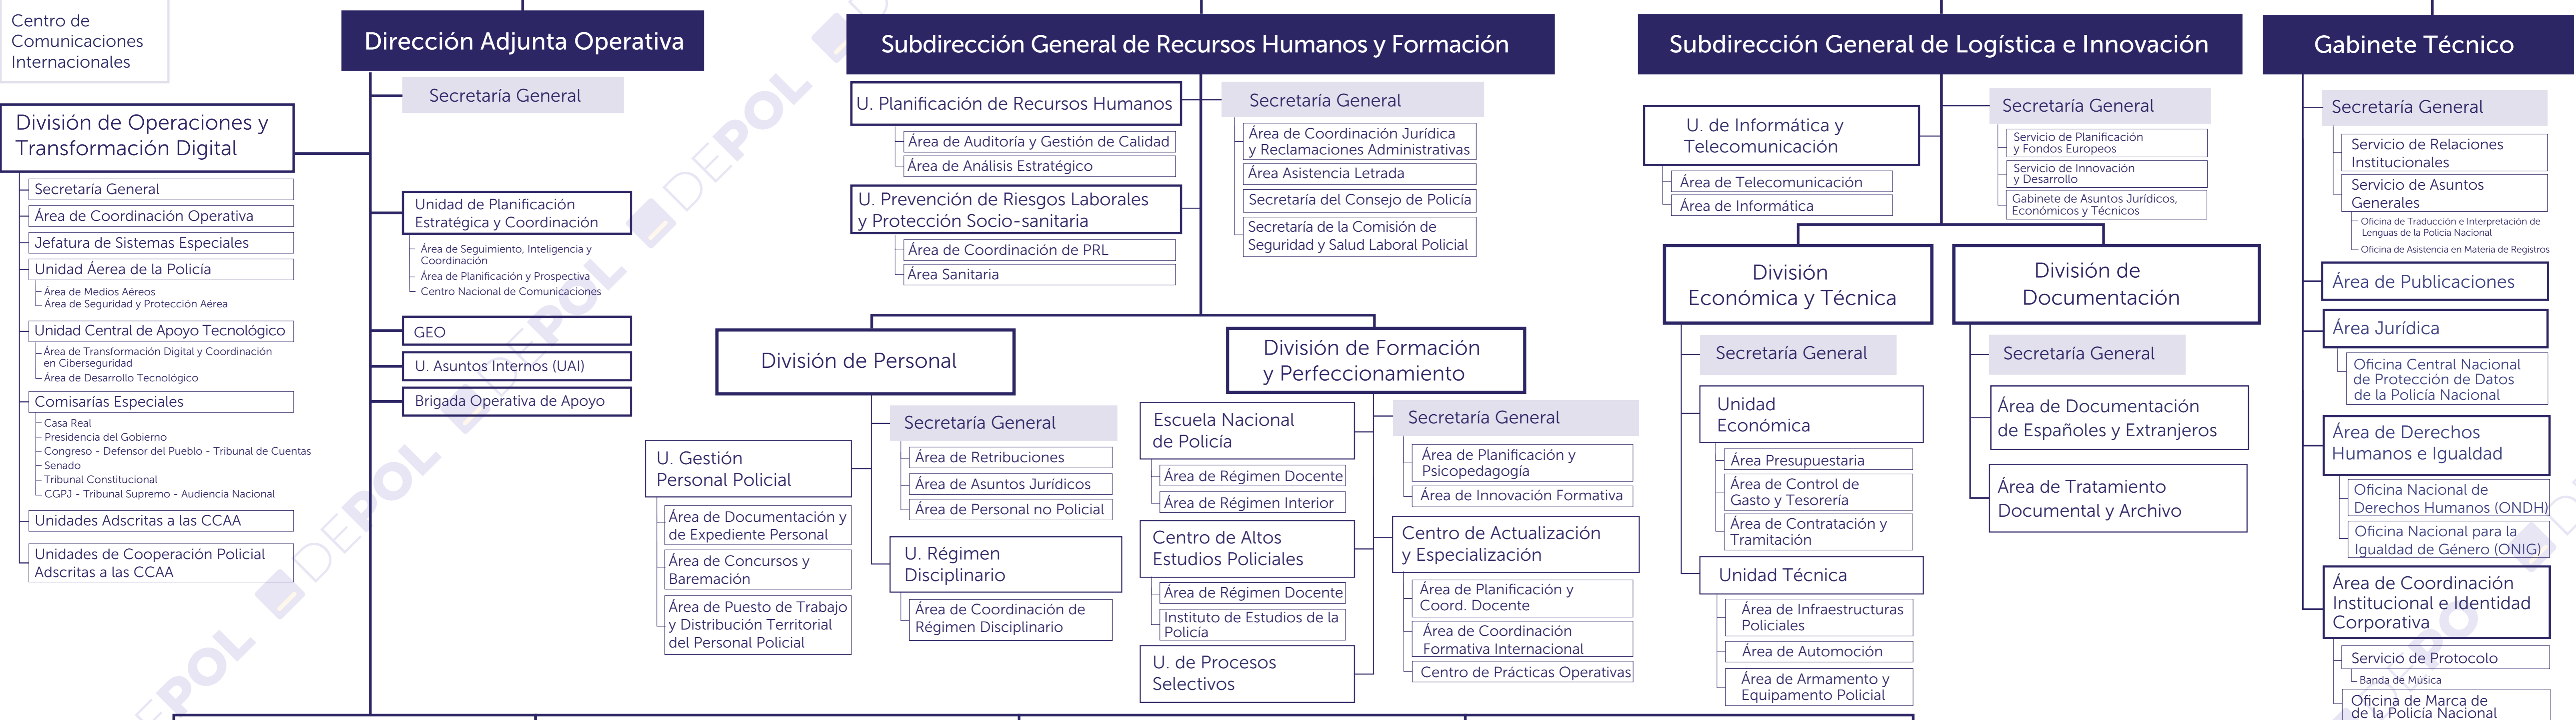 Centro de
Comunicaciones
Internacionales
Dirección Adjunta Operativa
Secretaría General
División de Operaciones y
Transformación Digital
Secretaría General
Área de Coordinación Operativa
Jefatura de Sistemas Especiales
Unidad Áerea de la Policía
Área de Medios Aéreos
Área de Seguridad y Protección Aérea
Unidad Central de Apoyo Tecnológico
Área de Transformación Digital y Coordinación
en Ciberseguridad
Área de Desarrollo Tecnológico
Comisarías Especiales
Casa Real
Presidencia del Gobierno
Congreso - Defensor del Pueblo - Tribunal de Cuentas
Senado
Tribunal Constitucional
CGPJ - Tribunal Supremo - Audiencia Nacional
Unidades Adscritas a las CCAA
Unidades de Cooperación Policial
Adscritas a las CCAA
Unidad de Planificación
Estratégica y Coordinación
Área de Seguimiento, Inteligencia y
Coordinación
Área de Planificación y Prospectiva
Centro Nacional de Comunicaciones
GEO
U. Asuntos Internos (UAI)
Brigada Operativa de Apoyo
Subdirección General de Recursos Humanos y Formación
U. Planificación de Recursos Humanos
Área de Auditoría y Gestión de Calidad
Área de Análisis Estratégico
U. Prevención de Riesgos Laborales
y Protección Socio-sanitaria
Área de Coordinación de PRL
Área Sanitaria
Secretaría General
Área de Coordinación Jurídica
y Reclamaciones Administrativas
Área Asistencia Letrada
Secretaría del Consejo de Policía
Secretaría de la Comisión de
Seguridad y Salud Laboral Policial
División de Personal
Secretaría General
Área de Retribuciones
Área de Asuntos Jurídicos
Área de Personal no Policial
U. Gestión
Personal Policial
Área de Documentación y
de Expediente Personal
Área de Concursos y
Baremación
Área de Puesto de Trabajo
y Distribución Territorial
del Personal Policial
U. Régimen
Disciplinario
Área de Coordinación de
Régimen Disciplinario
División de Formación
y Perfeccionamiento
Escuela Nacional
de Policía
Área de Régimen Docente
Área de Régimen Interior
Centro de Altos
Estudios Policiales
Área de Régimen Docente
Instituto de Estudios de la
Policía
U. de Procesos
Selectivos
Secretaría General
Área de Planificación y
Psicopedagogía
Área de Innovación Formativa
Centro de Actualización
y Especialización
Área de Planificación y
Coord. Docente
Área de Coordinación
Formativa Internacional
Centro de Prácticas Operativas
Subdirección General de Logística e Innovación
U. de Informática y
Telecomunicación
Área de Telecomunicación
Área de Informática
Secretaría General
Servicio de Planificación
y Fondos Europeos
Servicio de Innovación
y Desarrollo
Gabinete de Asuntos Jurídicos,
Económicos y Técnicos
División
Económica y Técnica
Secretaría General
Unidad
Económica
Área Presupuestaria
Área de Control de
Gasto y Tesorería
Área de Contratación y
Tramitación
Unidad Técnica
Área de Infraestructuras
Policiales
Área de Automoción
Área de Armamento y
Equipamento Policial
División de
Documentación
Secretaría General
Área de Documentación
de Españoles y Extranjeros
Área de Tratamiento
Documental y Archivo
Gabinete Técnico
Secretaría General
Servicio de Relaciones
Institucionales
Servicio de Asuntos
Generales
Oficina de Traducción e Interpretación de
Lenguas de la Policía Nacional
Oficina de Asistencia en Materia de Registros
Área de Publicaciones
Área Jurídica
Oficina Central Nacional
de Protección de Datos
de la Policía Nacional
Área de Derechos
Humanos e Igualdad
Oficina Nacional de
Derechos Humanos (ONDH)
Oficina Nacional para la
Igualdad de Género (ONIG)
Área de Coordinación
Institucional e Identidad
Corporativa
Servicio de Protocolo
Banda de Música
Oficina de Marca de
de la Policía Nacional
DEPOL
DEPOL
DEPOL